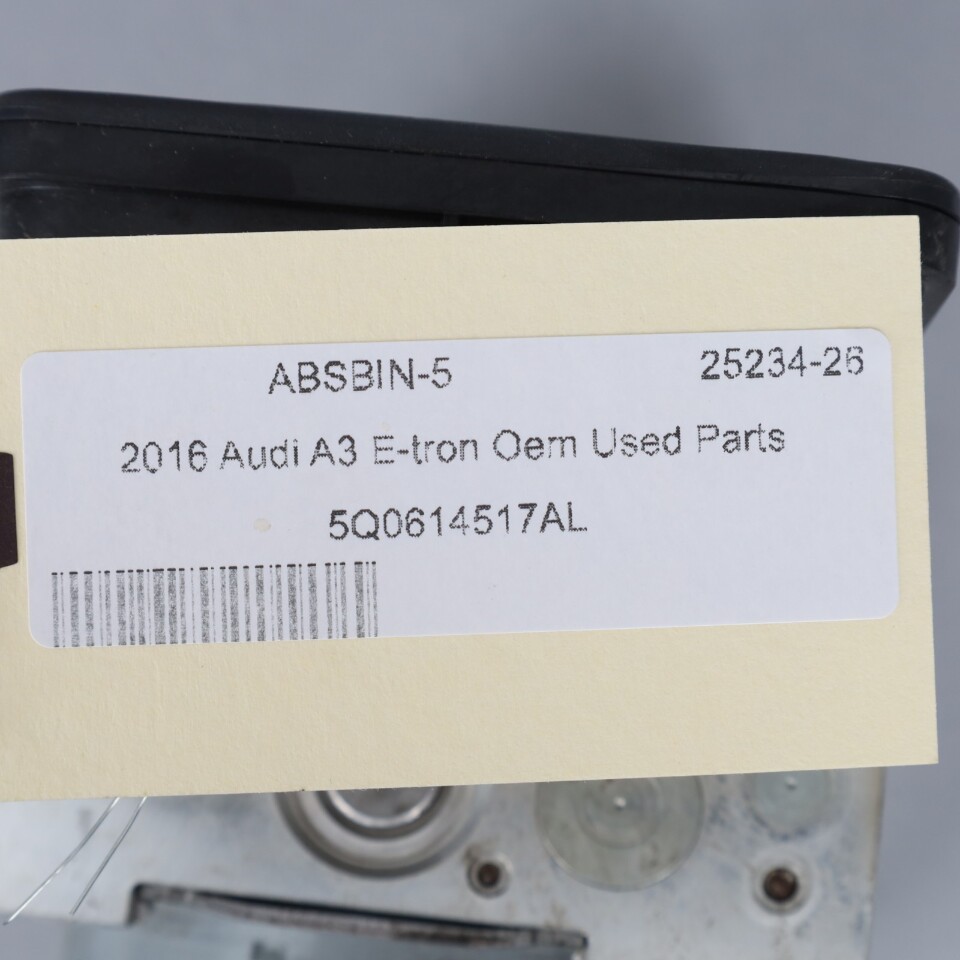 ABSBIN-5 25234-26
2016 Audi A3 E-tron Oem Used Parts
5Q0614517AL